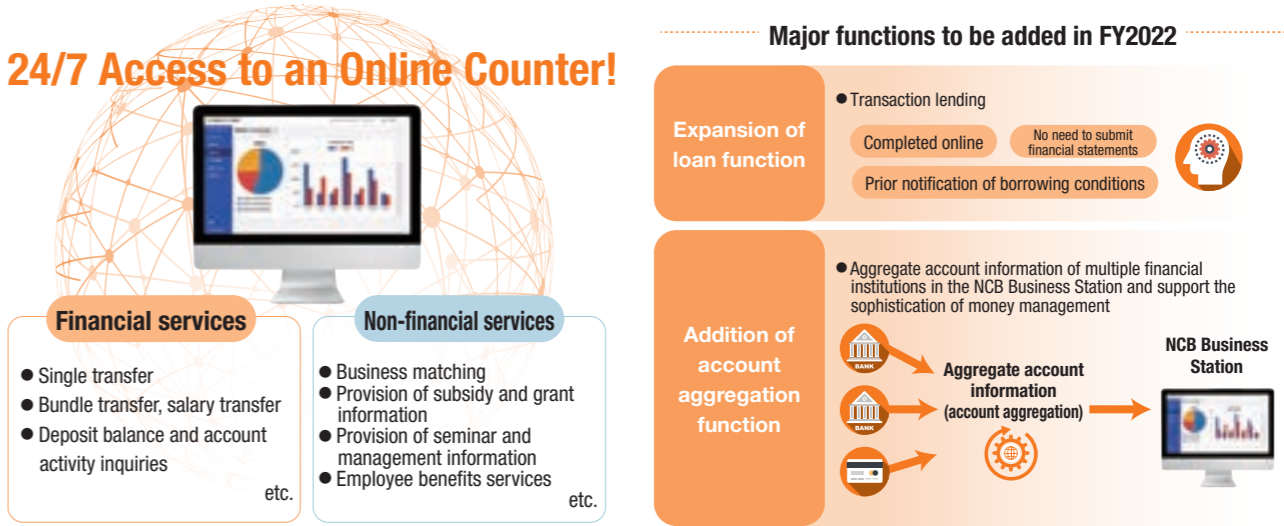 24/7 Access to an Online Counter!
Financial services
● Single transfer
● Bundle transfer, salary transfer
● Deposit balance and account
activity inquiries
etc.
Non-financial services
● Business matching
● Provision of subsidy and grant
information
● Provision of seminar and
management information
● Employee benefits services
etc.
Major functions to be added in FY2022
Expansion of
loan function
● Transaction lending
Completed online
No need to submit
financial statements
Prior notification of borrowing conditions
Addition of
account
aggregation
function
● Aggregate account information of multiple financial
institutions in the NCB Business Station and support the
sophistication of money management
BANK
BANK
Aggregate account
information
(account aggregation)
NCB Business
Station